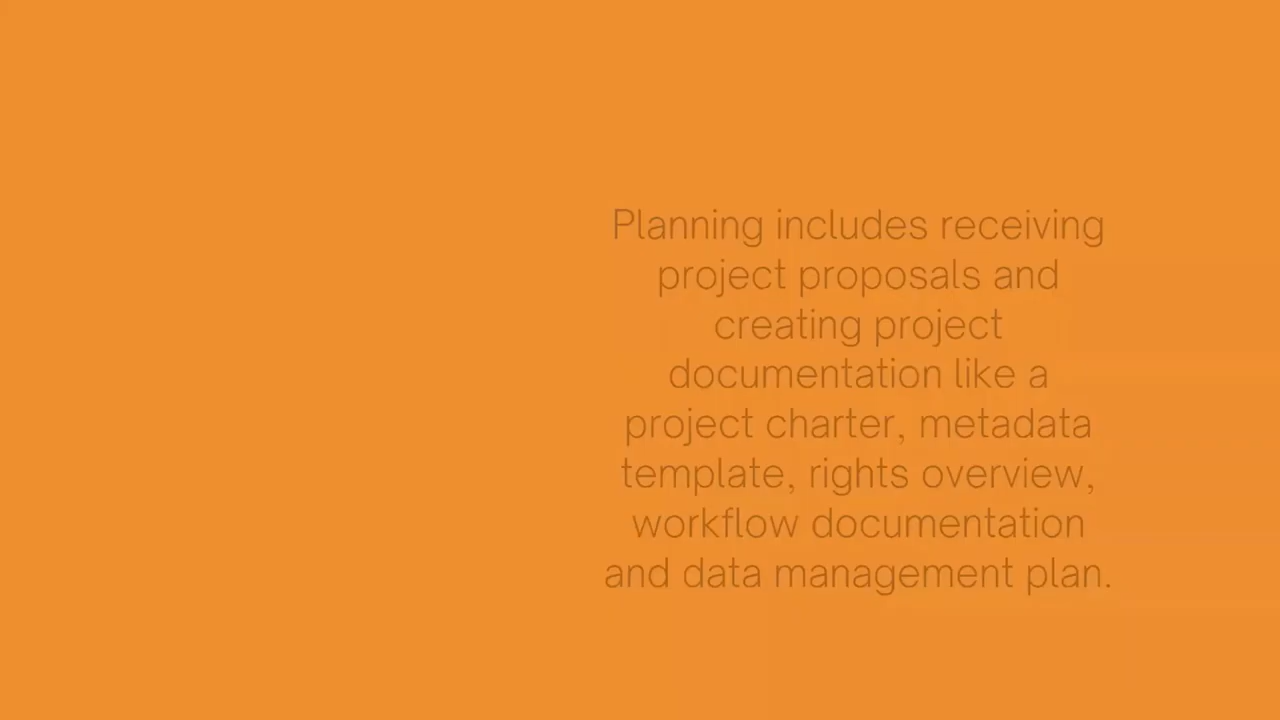 Planning includes receiving
project proposals and
creating project
documentation like a
project charter, metadata
template, rights overview,
workflow documentation
and data management plan.